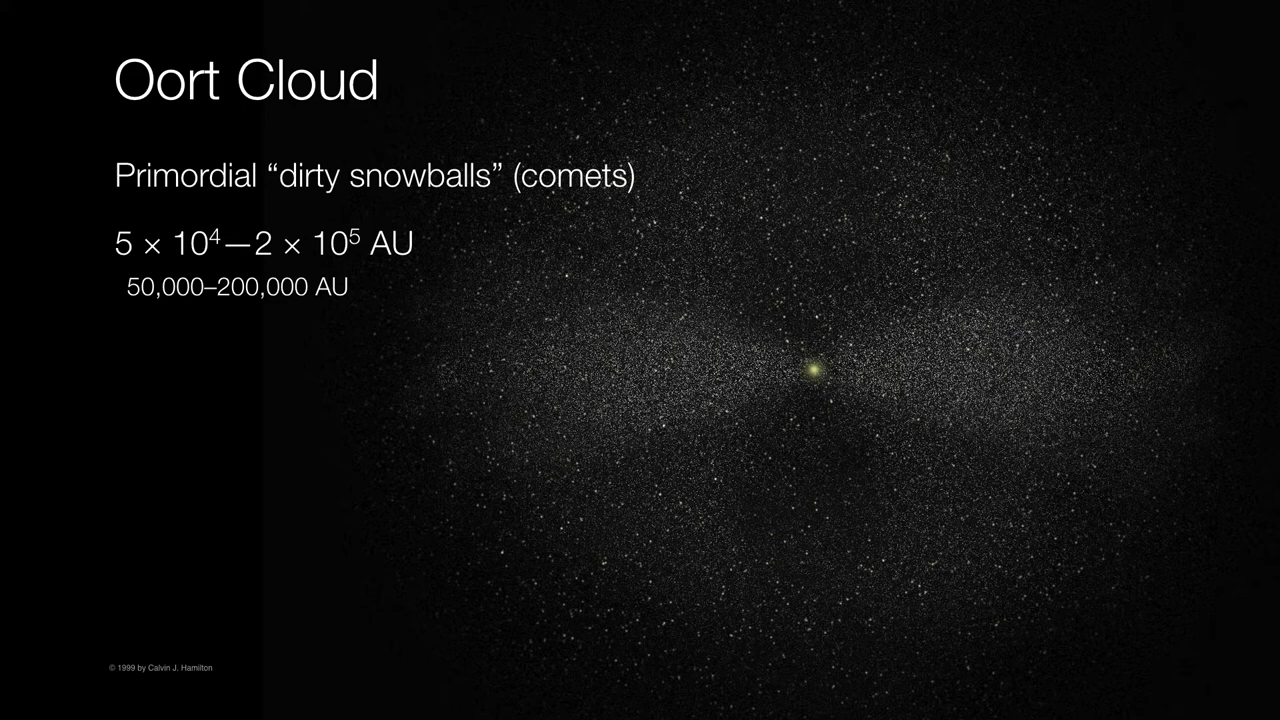 Oort Cloud
Primordial “dirty snowballs” (comets)
5 × 10⁴—2 × 10⁵ AU
50,000–200,000 AU
© 1999 by Calvin J. Hamilton